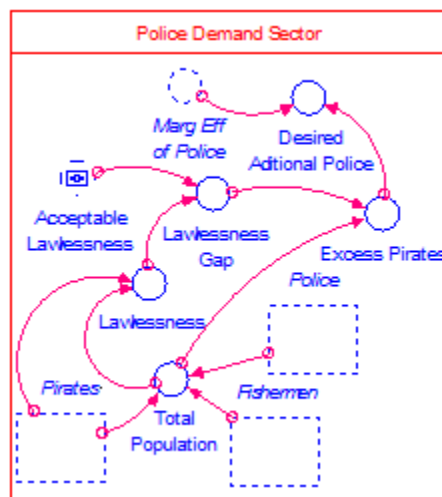 Police Demand Sector
Marg Eff
of Police
Desired
Aditional Police
Acceptable
Lawlessness
Lawlessness
Gap
Excess Pirates
Police
Lawlessness
Pirates
Total
Population
Fishermen